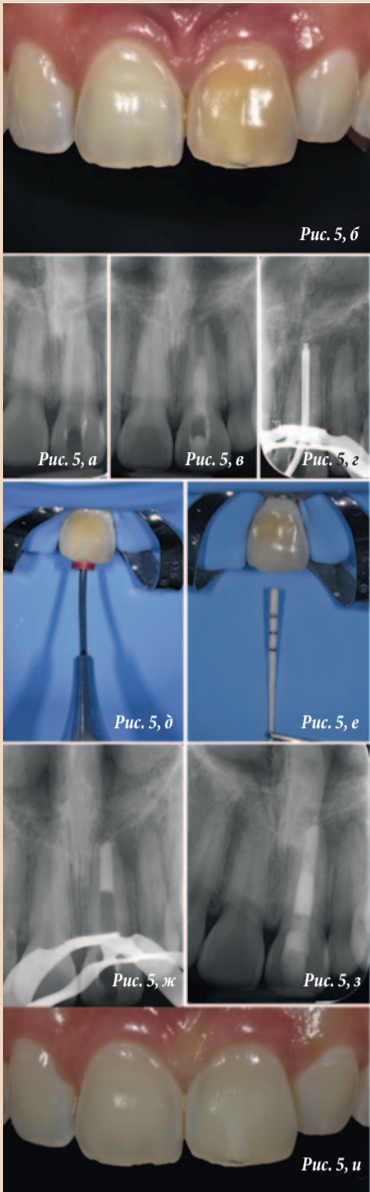 Рис. 5, б
Рис. 5, а
Рис. 5, в
Рис. 5, г
Рис. 5, д
Рис. 5, е
Рис. 5, ж
Рис. 5, з
Рис. 5, и